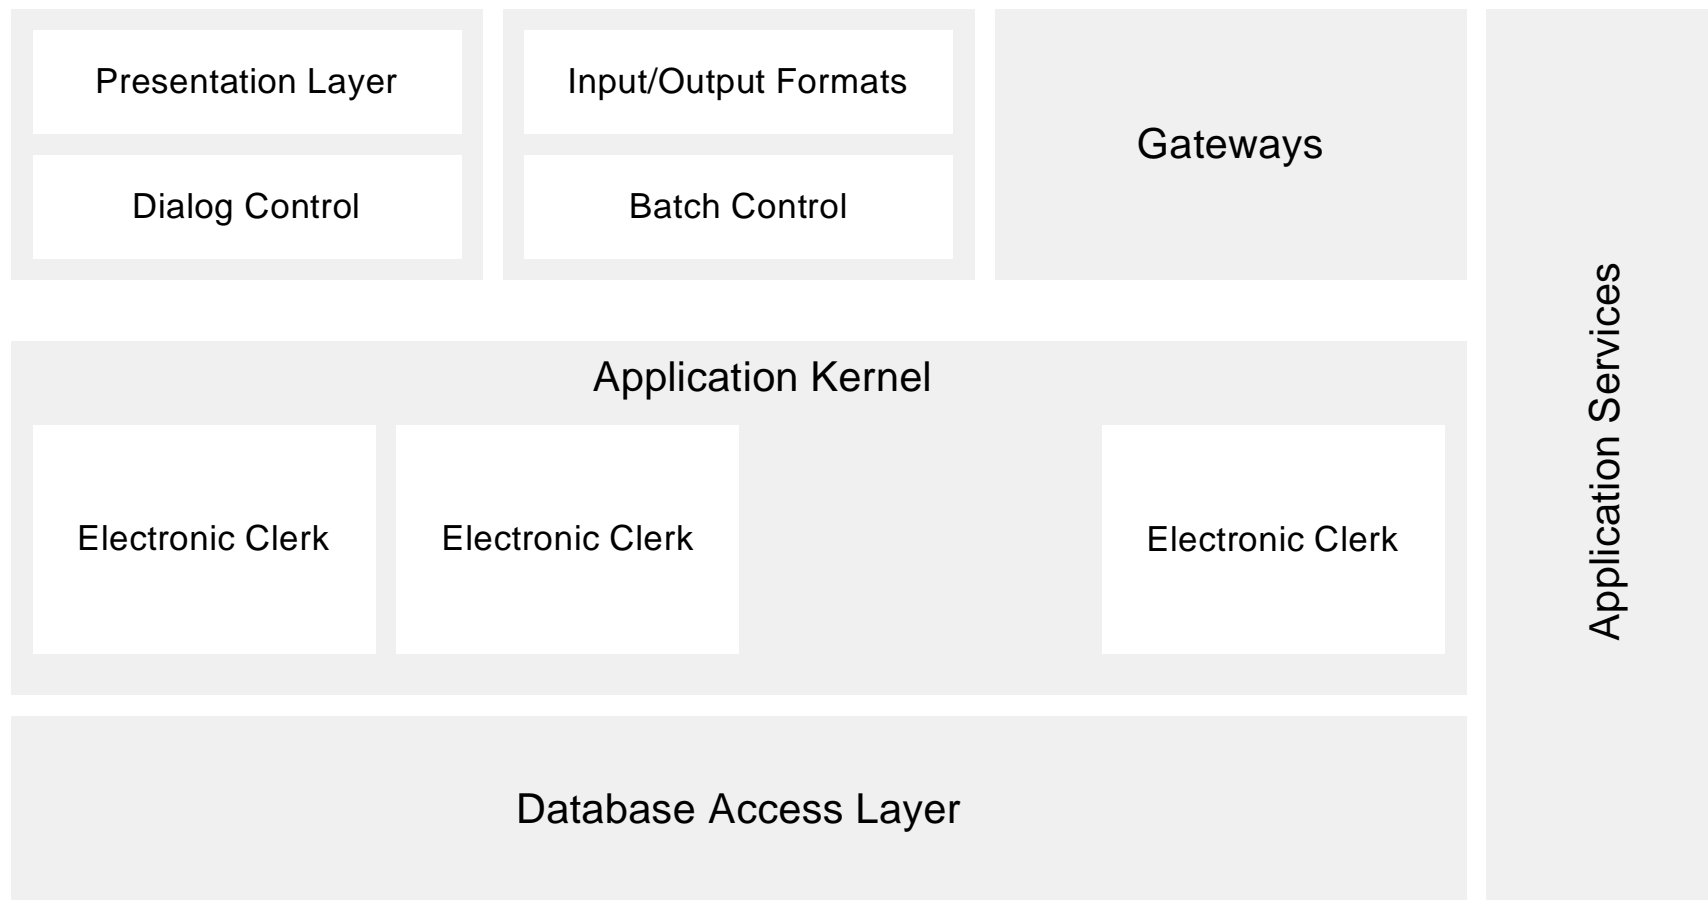 Presentation Layer
Dialog Control
Input/Output Formats
Batch Control
Gateways
Application Kernel
Electronic Clerk
Electronic Clerk
Electronic Clerk
Database Access Layer
Application Services